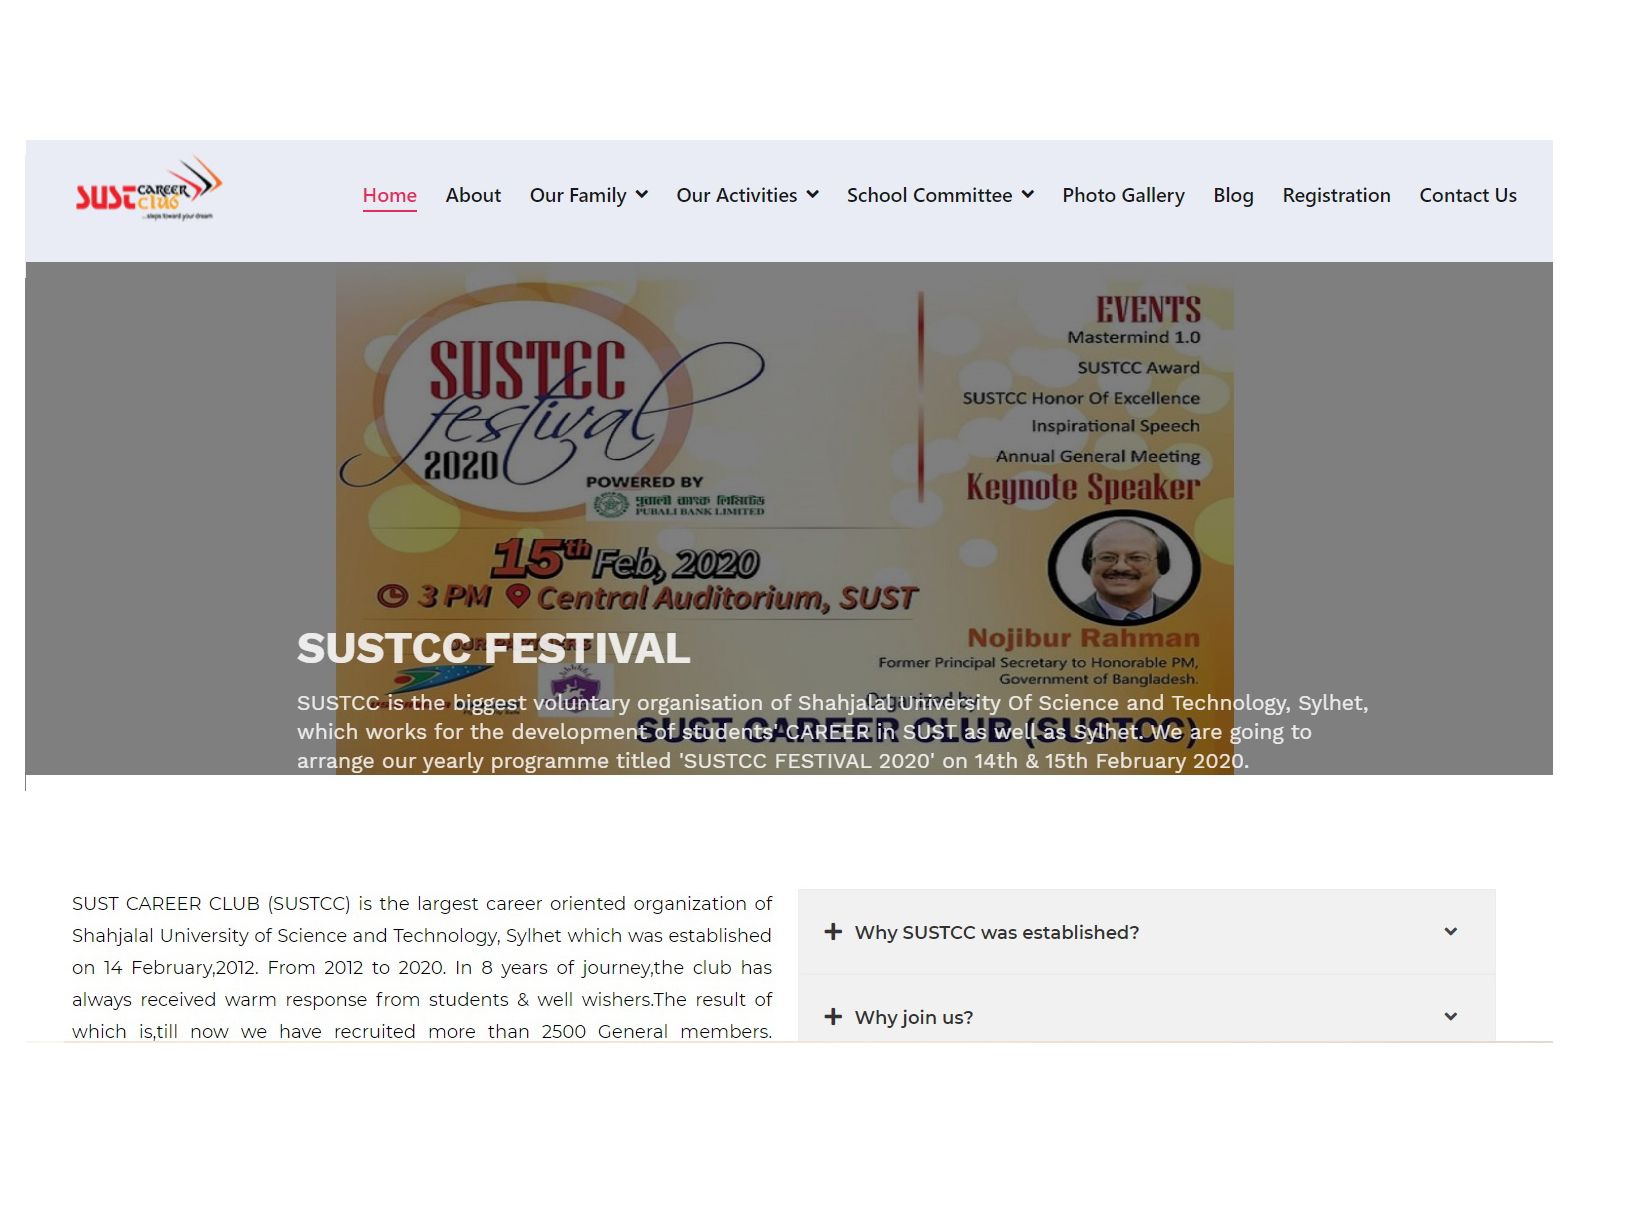 SUST CAREER Club
...steps toward your dream
Home About Our Family Our Activities School Committee Photo Gallery Blog Registration Contact Us
SUSTCC
festival
2020
POWERED BY
পূবালী ব্যাংক লিমিটেড
PUBALI BANK LIMITED
15th Feb, 2020
3 PM Central Auditorium, SUST
EVENTS
Mastermind 1.0
SUSTCC Award
SUSTCC Honor Of Excellence
Inspirational Speech
Annual General Meeting
Keynote Speaker
Nojibur Rahman
Former Principal Secretary to Honorable PM,
Government of Bangladesh.
Organized by
SUST CAREER CLUB (SUSTCC)
SUSTCC FESTIVAL
SUSTCC is the biggest voluntary organisation of Shahjalal University Of Science and Technology, Sylhet,
which works for the development of students' CAREER in SUST as well as Sylhet. We are going to
arrange our yearly programme titled 'SUSTCC FESTIVAL 2020' on 14th & 15th February 2020.
SUST CAREER CLUB (SUSTCC) is the largest career oriented organization of
Shahjalal University of Science and Technology, Sylhet which was established
on 14 February,2012. From 2012 to 2020. In 8 years of journey,the club has
always received warm response from students & well wishers.The result of
which is,till now we have recruited more than 2500 General members.
Why SUSTCC was established?
Why join us?